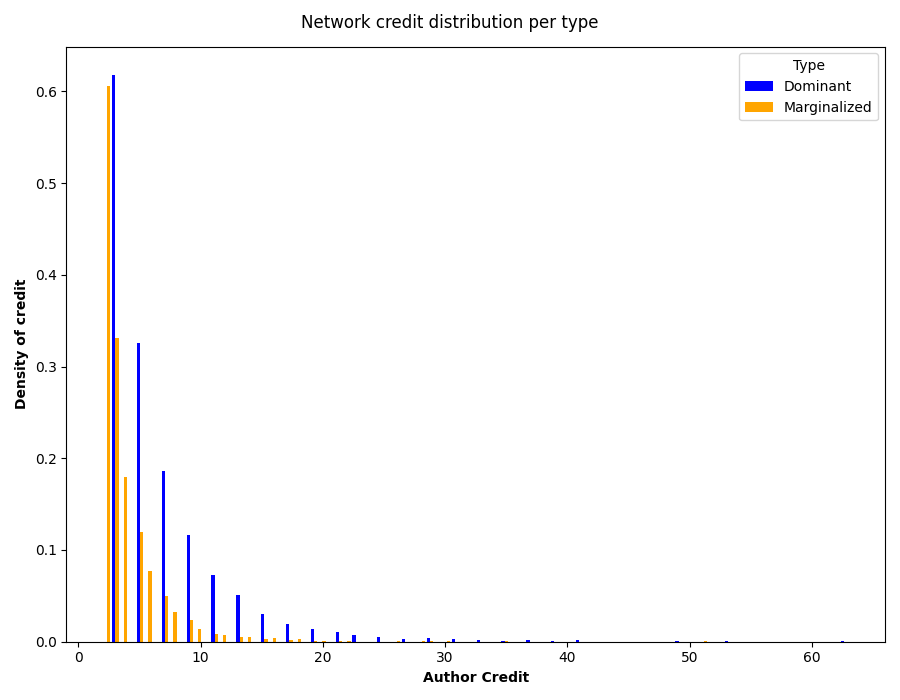 Network credit distribution per type
Type
Dominant
Marginalized
Density of credit
0.6
0.5
0.4
0.3
0.2
0.1
0.0
0 10 20 30 40 50 60
Author Credit